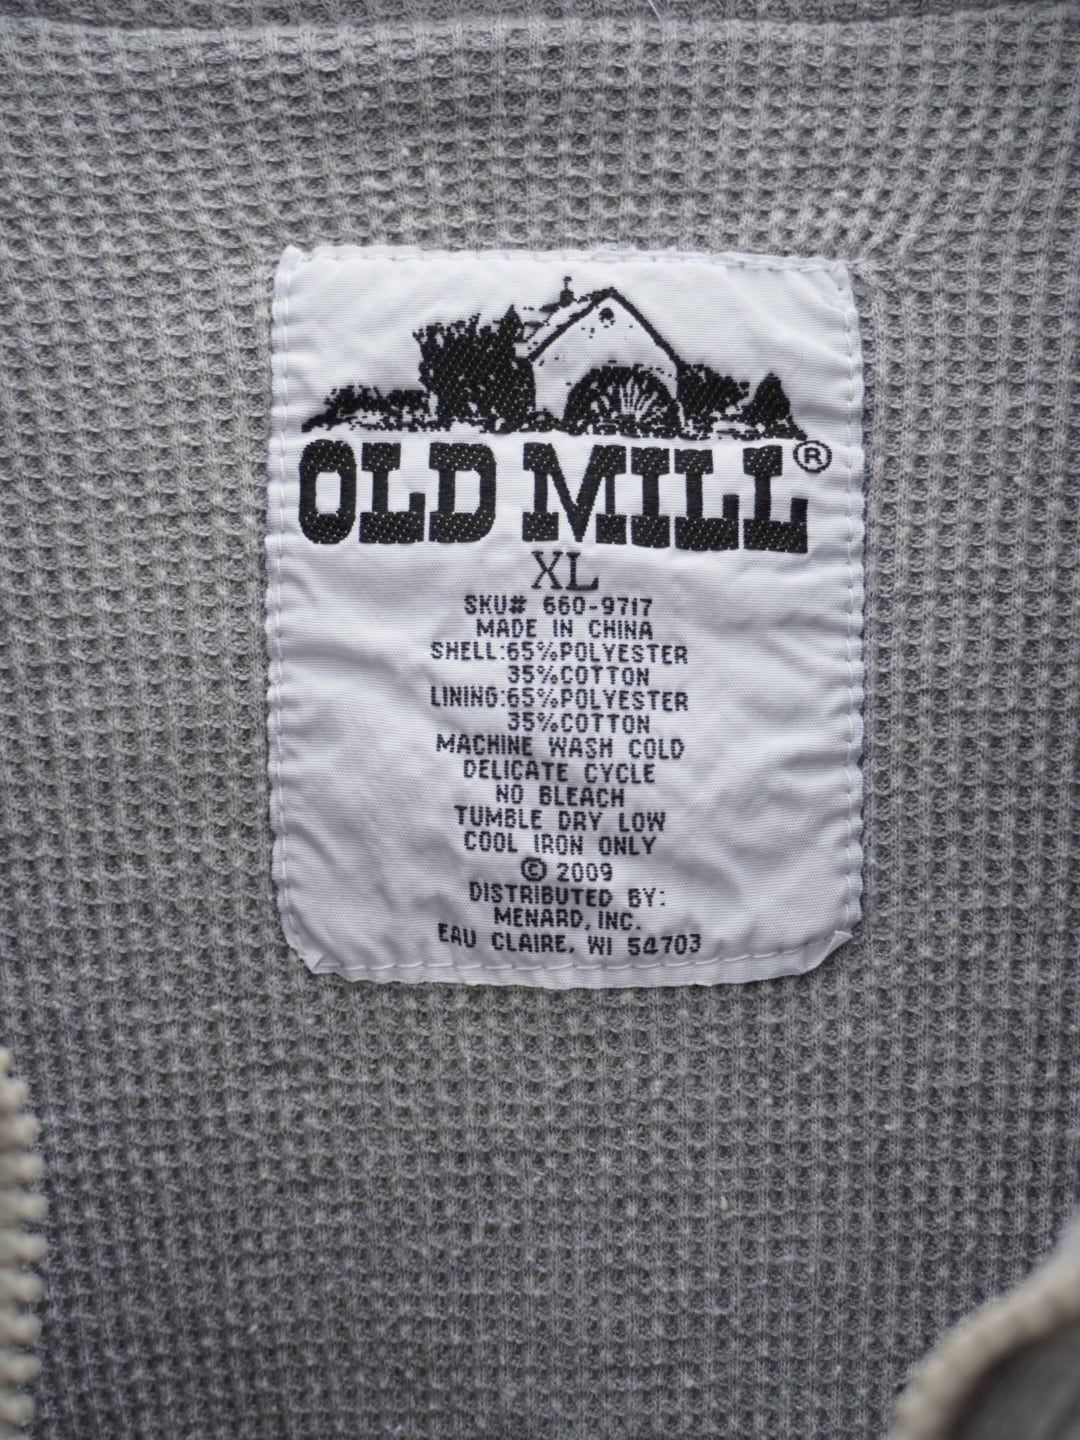 OLD MILL®
XL
SKU# 660-9717
MADE IN CHINA
SHELL:65%POLYESTER
35%COTTON
LINING:65%POLYESTER
35%COTTON
MACHINE WASH COLD
DELICATE CYCLE
NO BLEACH
TUMBLE DRY LOW
COOL IRON ONLY
© 2009
DISTRIBUTED BY:
MENARD, INC.
EAU CLAIRE, WI 54703